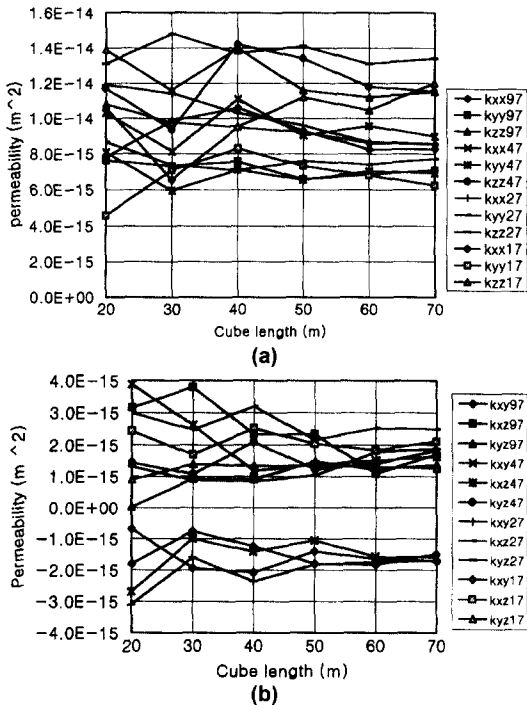 permeability (m^2)
1.6E-14
1.4E-14
1.2E-14
1.0E-14
8.0E-15
6.0E-15
4.0E-15
2.0E-15
0.0E+00
20 30 40 50 60 70
Cube length (m)
kxx97
kyy97
kzz97
kxx47
kyy47
kzz47
kxx27
kyy27
kzz27
kxx17
kyy17
kzz17
(a)
Permeability (m^2)
4.0E-15
3.0E-15
2.0E-15
1.0E-15
0.0E+00
-1.0E-15
-2.0E-15
-3.0E-15
-4.0E-15
20 30 40 50 60 70
Cube length (m)
kxy97
kxz97
kyz97
kxy47
kxz47
kyz47
kxy27
kxz27
kyz27
kxy17
kxz17
kyz17
(b)